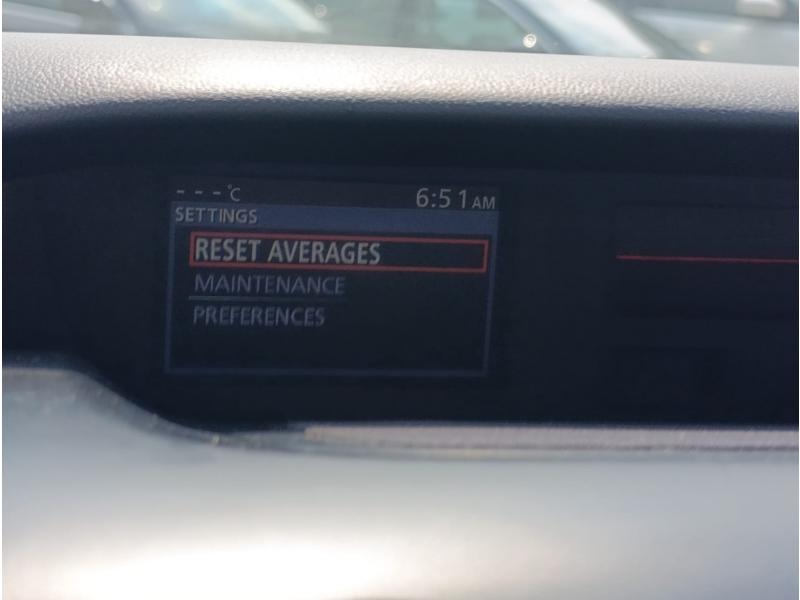 - - - °C 6:51 AM
SETTINGS
RESET AVERAGES
MAINTENANCE
PREFERENCES